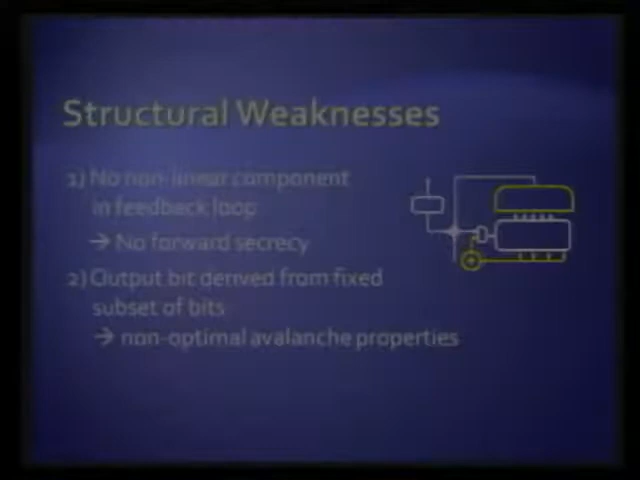 Structural Weaknesses
1) No non-linear component
in feedback loop
→ No forward secrecy
2) Output bit derived from fixed
subset of bits
→ non-optimal avalanche properties